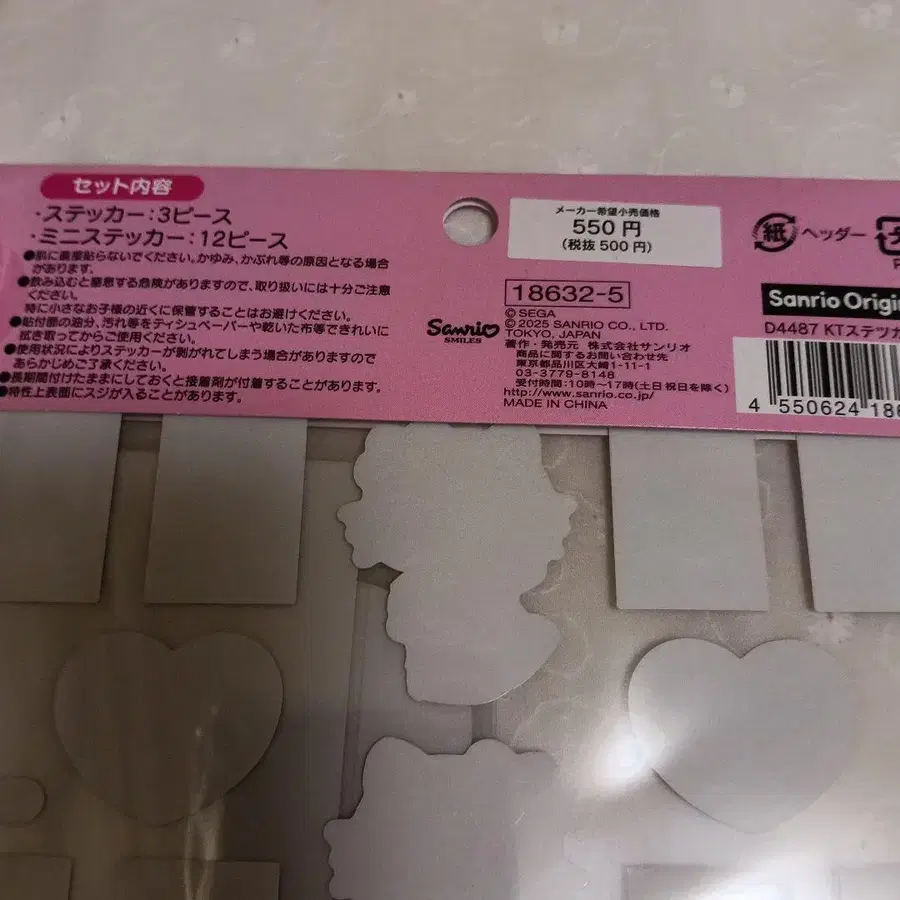 セット内容
・ステッカー:3ピース
・ミニステッカー:12ピース
●肌に直接貼らないでください。かゆみ、かぶれ等の原因となる場合
があります。
●飲み込むと窒息する危険がありますので、取り扱いには十分ご注意
ください。
特に小さなお子様の近くに保管することはお避けください。
●貼付面の油分、汚れ等をティシュペーパーや乾いた布等できれいに
拭き取ってからご使用ください。
●使用状況によりステッカーが剥がれてしまう場合がありますので
あらかじめご了承ください。
●長期間付けたままにしておくと接着剤が付着することがあります。
●特性上表面にスジが入ることがあります。
Sanrio
SMILES
メーカー希望小売価格
550 円
(税抜 500 円)
18632-5
© SEGA
© 2025 SANRIO CO., LTD.
TOKYO, JAPAN
著作・発売元 株式会社サンリオ
商品に関するお問い合わせ先
東京都品川区大崎1-11-1
03-3779-8148
受付時間:10時〜17時(土日祝日を除く)
http://www.sanrio.co.jp/
MADE IN CHINA
紙 ヘッダー
Sanrio Origin
D4487 KTステッカ
4 550624 186